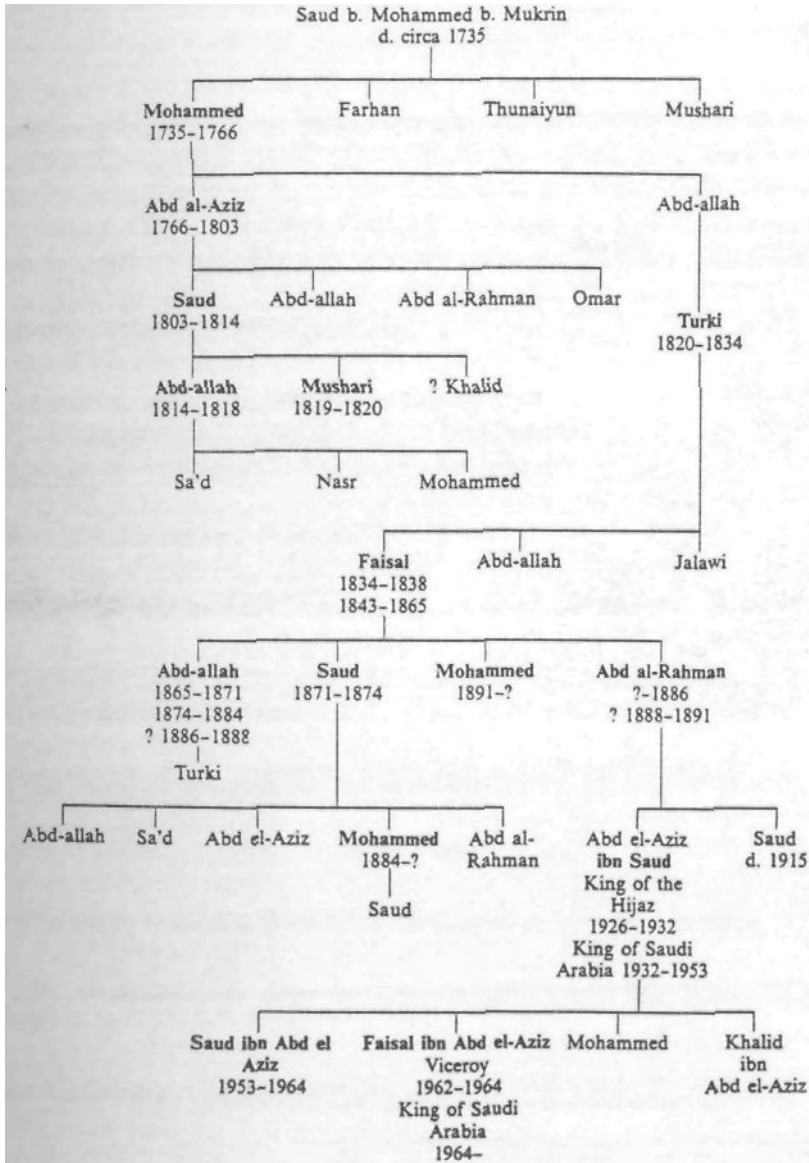 Saud b. Mohammed b. Mukrin
d. circa 1735
Mohammed
1735–1766
Farhan
Thunaiyun
Mushari
Abd al-Aziz
1766–1803
Abd-allah
Saud
1803–1814
Abd-allah
Abd al-Rahman
Omar
Turki
1820–1834
Abd-allah
1814–1818
Mushari
1819–1820
? Khalid
Sa'd
Nasr
Mohammed
Faisal
1834–1838
1843–1865
Abd-allah
Jalawi
Abd-allah
1865–1871
1874–1884
? 1886–1888
Turki
Saud
1871–1874
Mohammed
1891–?
Abd al-Rahman
?–1886
? 1888–1891
Abd-allah
Sa'd
Abd el-Aziz
Mohammed
1884–?
Saud
Abd al-
Rahman
Abd el-Aziz
ibn Saud
King of the
Hijaz
1926–1932
King of Saudi
Arabia 1932–1953
Saud
d. 1915
Saud ibn Abd el
Aziz
1953–1964
Faisal ibn Abd el-Aziz
Viceroy
1962–1964
King of Saudi
Arabia
1964–
Mohammed
Khalid
ibn
Abd el-Aziz